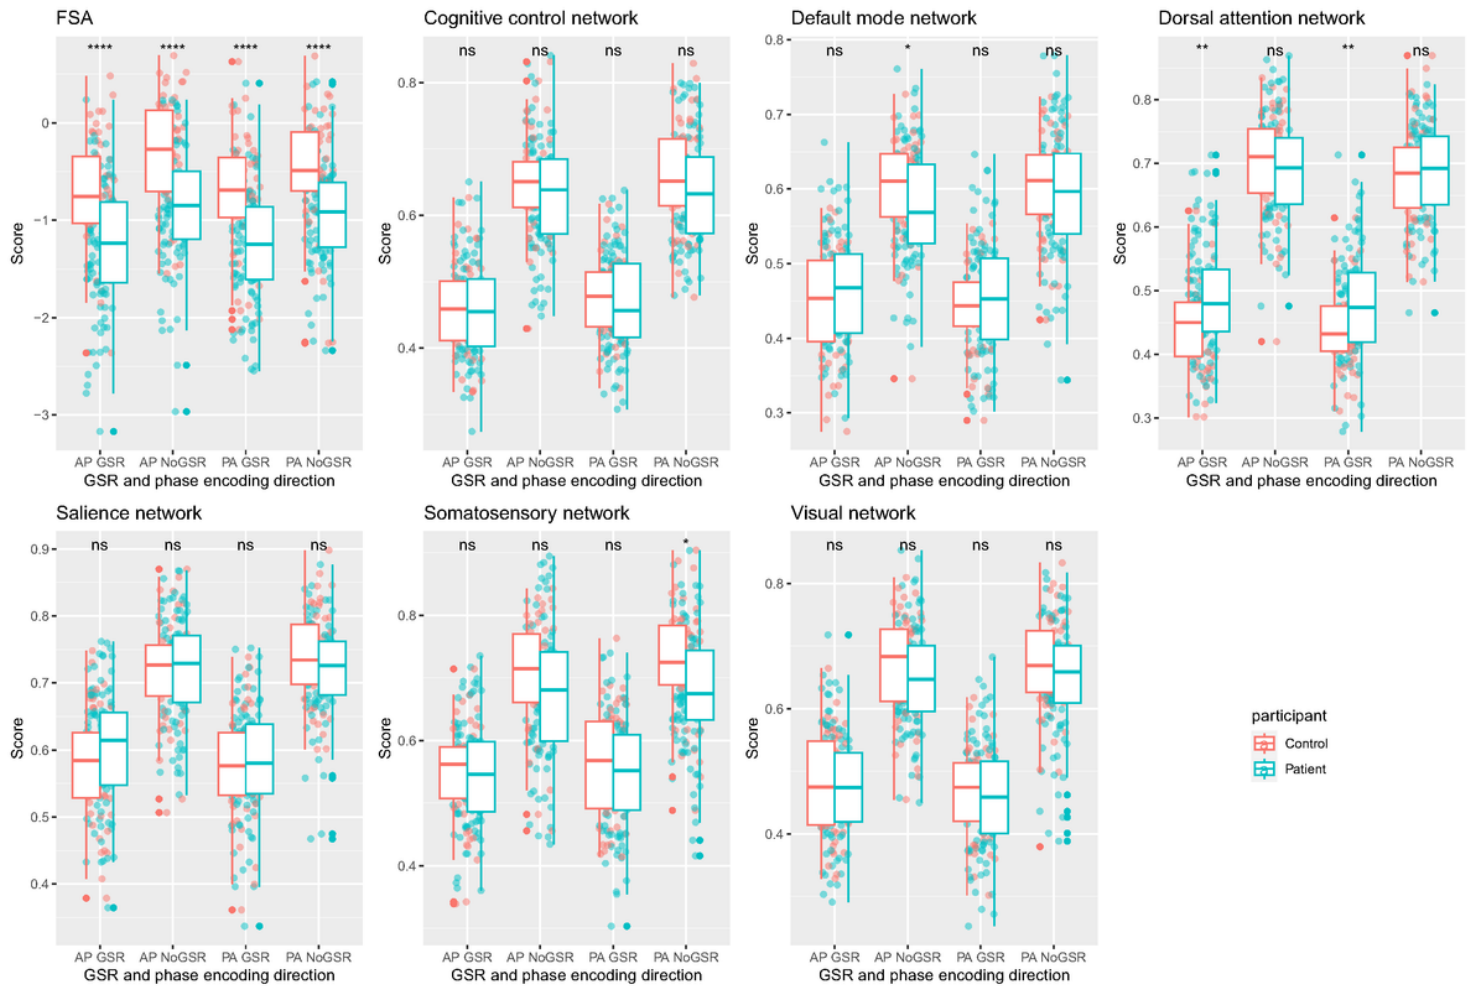 FSA
Cognitive control network
Default mode network
Dorsal attention network
**** **** **** ****
ns ns ns ns
ns * ns ns
** ns ** ns
Score
0
−1
−2
−3
AP GSR AP NoGSR PA GSR PA NoGSR
GSR and phase encoding direction
Score
0.8
0.6
0.4
AP GSR AP NoGSR PA GSR PA NoGSR
GSR and phase encoding direction
Score
0.8
0.7
0.6
0.5
0.4
0.3
AP GSR AP NoGSR PA GSR PA NoGSR
GSR and phase encoding direction
Score
0.8
0.7
0.6
0.5
0.4
0.3
AP GSR AP NoGSR PA GSR PA NoGSR
GSR and phase encoding direction
Salience network
Somatosensory network
Visual network
ns ns ns ns
ns ns ns *
ns ns ns ns
Score
0.9
0.8
0.7
0.6
0.5
0.4
AP GSR AP NoGSR PA GSR PA NoGSR
GSR and phase encoding direction
Score
0.8
0.6
0.4
AP GSR AP NoGSR PA GSR PA NoGSR
GSR and phase encoding direction
Score
0.8
0.6
0.4
AP GSR AP NoGSR PA GSR PA NoGSR
GSR and phase encoding direction
participant
Control
Patient